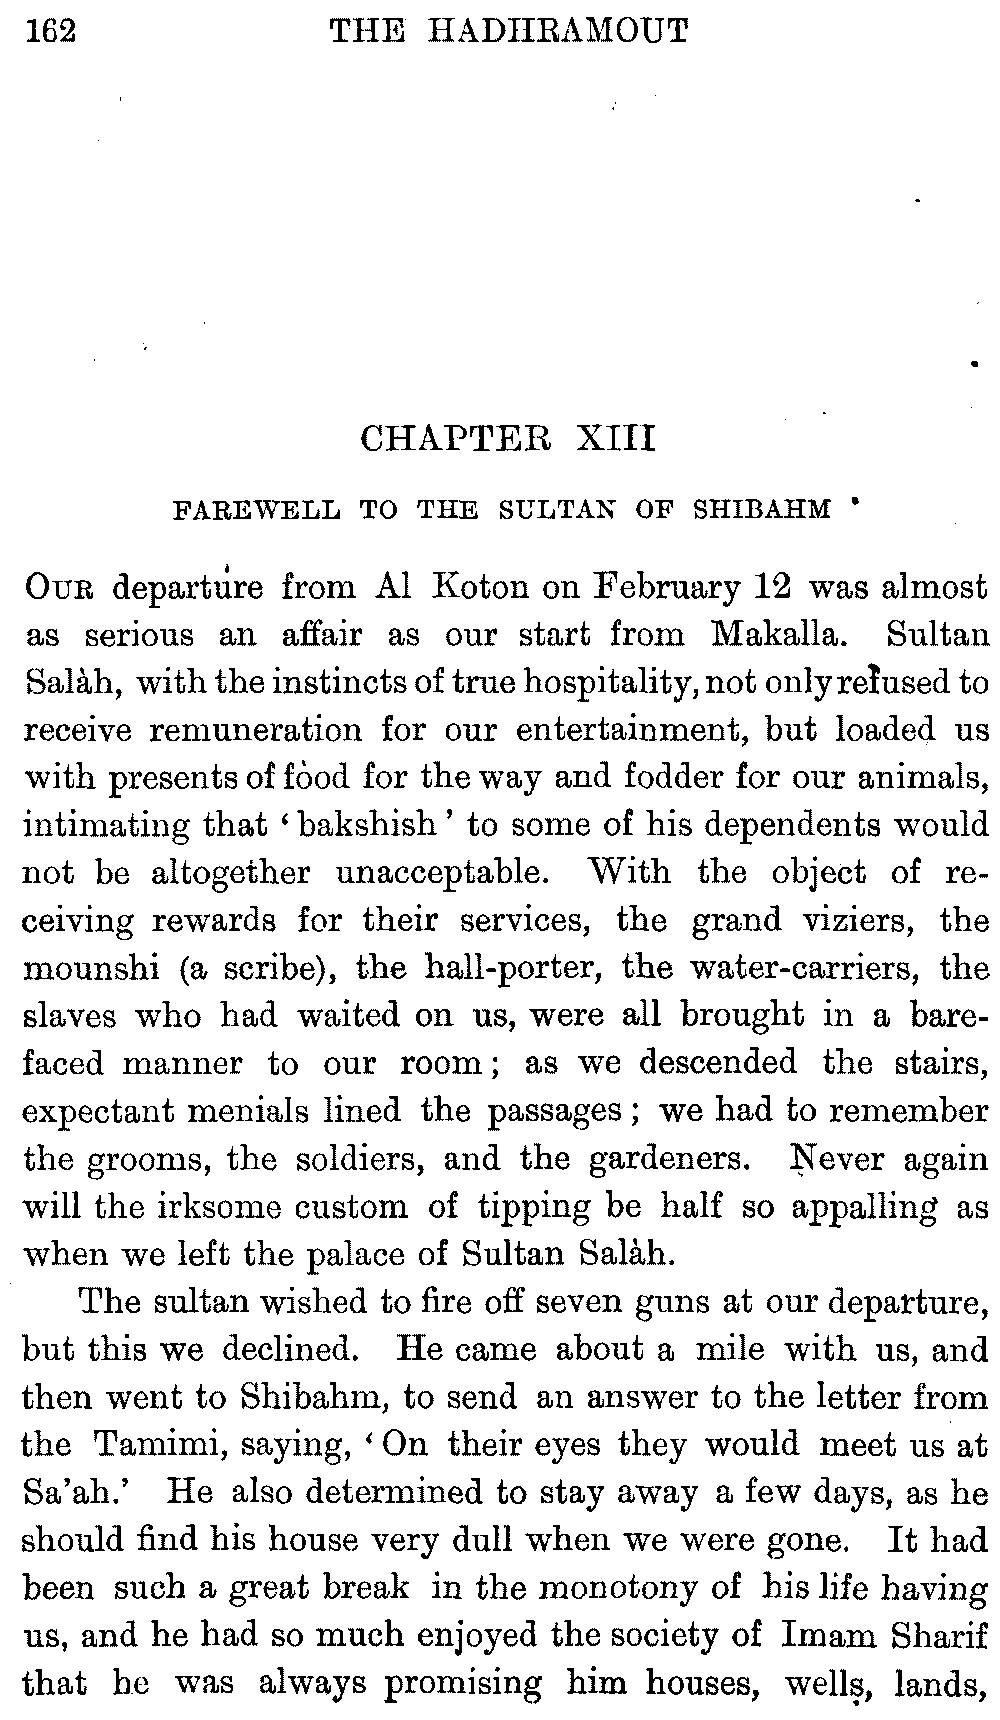 162 THE HADHRAMOUT
CHAPTER XIII
FAREWELL TO THE SULTAN OF SHIBAHM
OUR departure from Al Koton on February 12 was almost
as serious an affair as our start from Makalla. Sultan
Salàh, with the instincts of true hospitality, not only refused to
receive remuneration for our entertainment, but loaded us
with presents of food for the way and fodder for our animals,
intimating that ‘bakshish’ to some of his dependents would
not be altogether unacceptable. With the object of re-
ceiving rewards for their services, the grand viziers, the
mounshi (a scribe), the hall-porter, the water-carriers, the
slaves who had waited on us, were all brought in a bare-
faced manner to our room; as we descended the stairs,
expectant menials lined the passages; we had to remember
the grooms, the soldiers, and the gardeners. Never again
will the irksome custom of tipping be half so appalling as
when we left the palace of Sultan Salàh.
The sultan wished to fire off seven guns at our departure,
but this we declined. He came about a mile with us, and
then went to Shibahm, to send an answer to the letter from
the Tamimi, saying, ‘On their eyes they would meet us at
Sa’ah.’ He also determined to stay away a few days, as he
should find his house very dull when we were gone. It had
been such a great break in the monotony of his life having
us, and he had so much enjoyed the society of Imam Sharif
that he was always promising him houses, wells, lands,